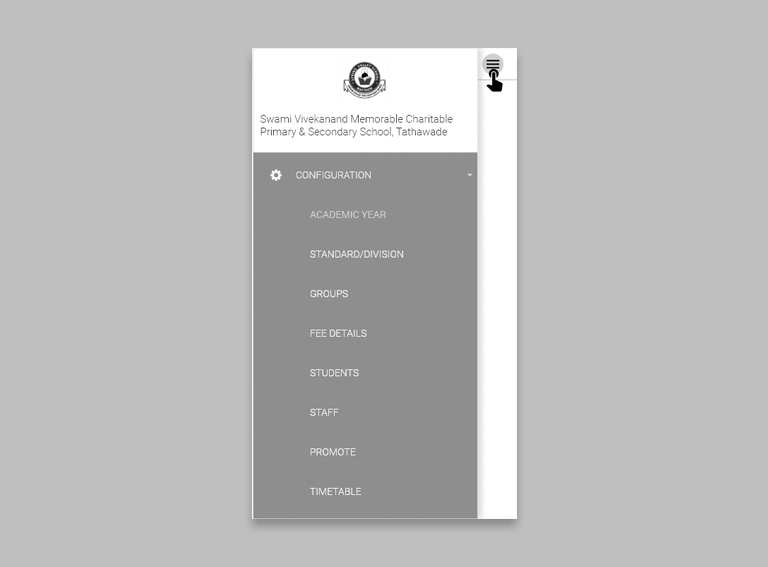 Swami Vivekanand Memorable Charitable
Primary & Secondary School, Tathawade
CONFIGURATION
ACADEMIC YEAR
STANDARD/DIVISION
GROUPS
FEE DETAILS
STUDENTS
STAFF
PROMOTE
TIMETABLE